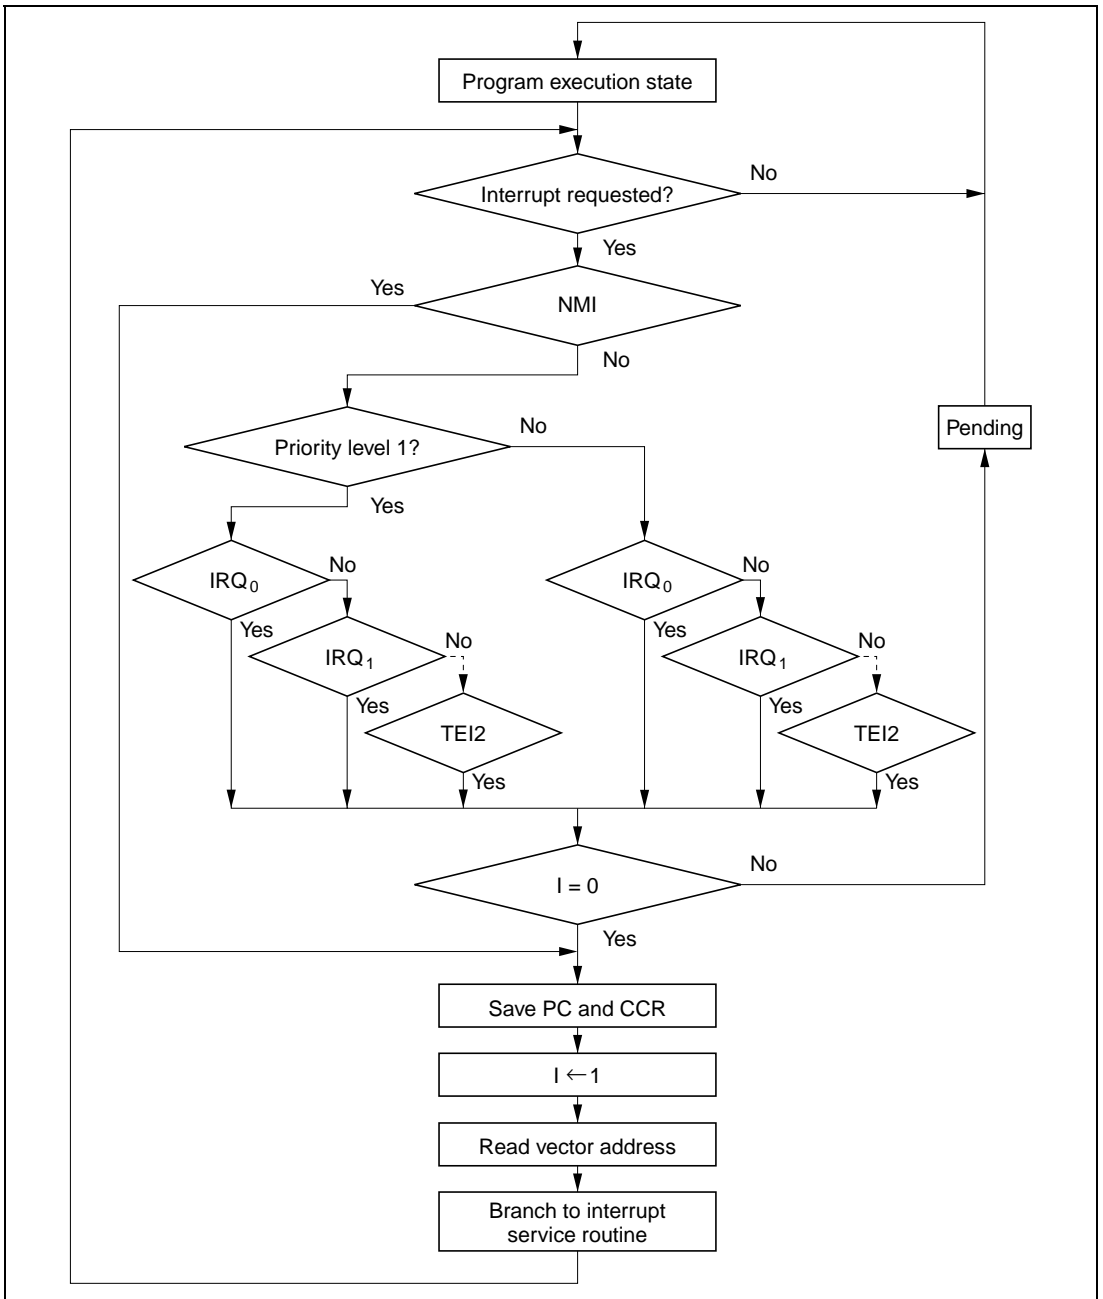 Program execution state
Interrupt requested?
No
Yes
Yes
NMI
No
Priority level 1?
No
Pending
Yes
IRQ0
No
IRQ0
No
Yes
IRQ1
No
Yes
IRQ1
No
Yes
TEI2
Yes
TEI2
Yes
Yes
I = 0
No
Yes
Save PC and CCR
I ←1
Read vector address
Branch to interrupt
service routine